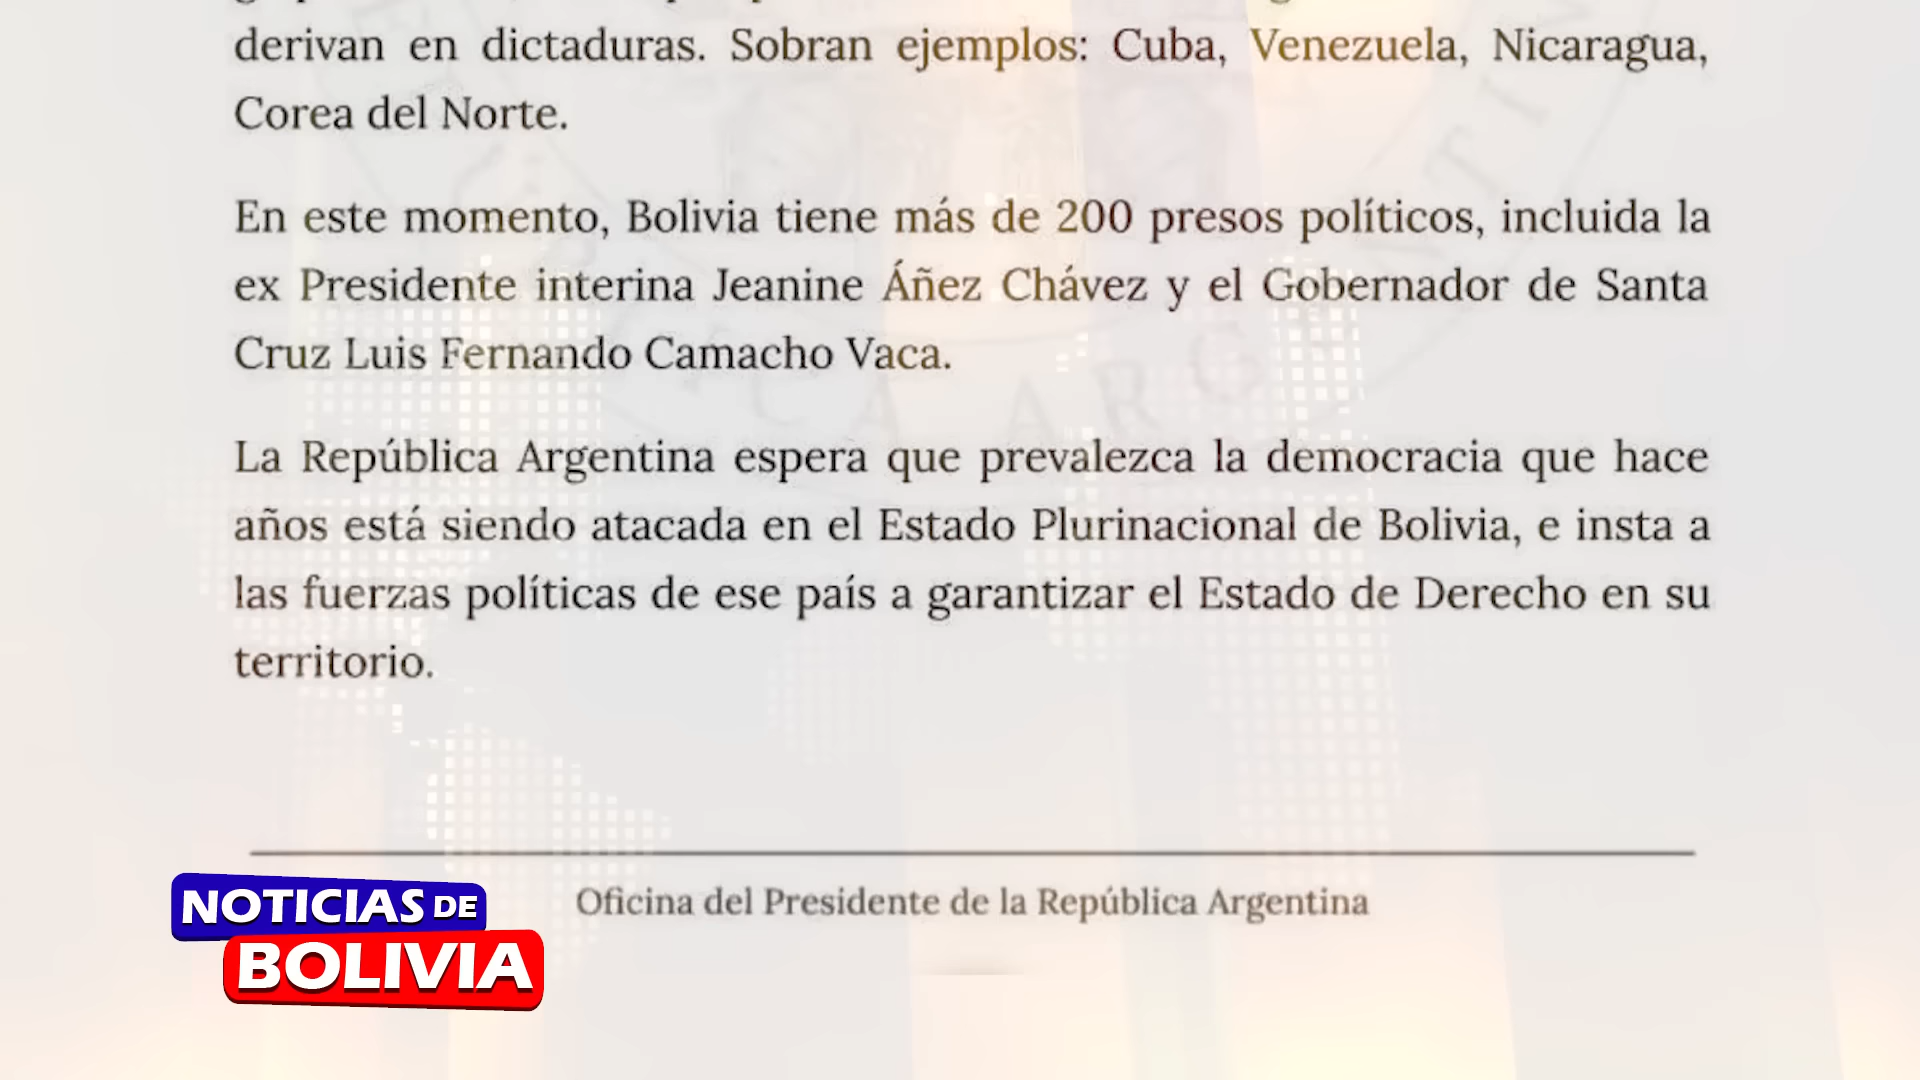 derivan en dictaduras. Sobran ejemplos: Cuba, Venezuela, Nicaragua,
Corea del Norte.
En este momento, Bolivia tiene más de 200 presos políticos, incluida la
ex Presidente interina Jeanine Áñez Chávez y el Gobernador de Santa
Cruz Luis Fernando Camacho Vaca.
La República Argentina espera que prevalezca la democracia que hace
años está siendo atacada en el Estado Plurinacional de Bolivia, e insta a
las fuerzas políticas de ese país a garantizar el Estado de Derecho en su
territorio.
Oficina del Presidente de la República Argentina
NOTICIAS DE
BOLIVIA